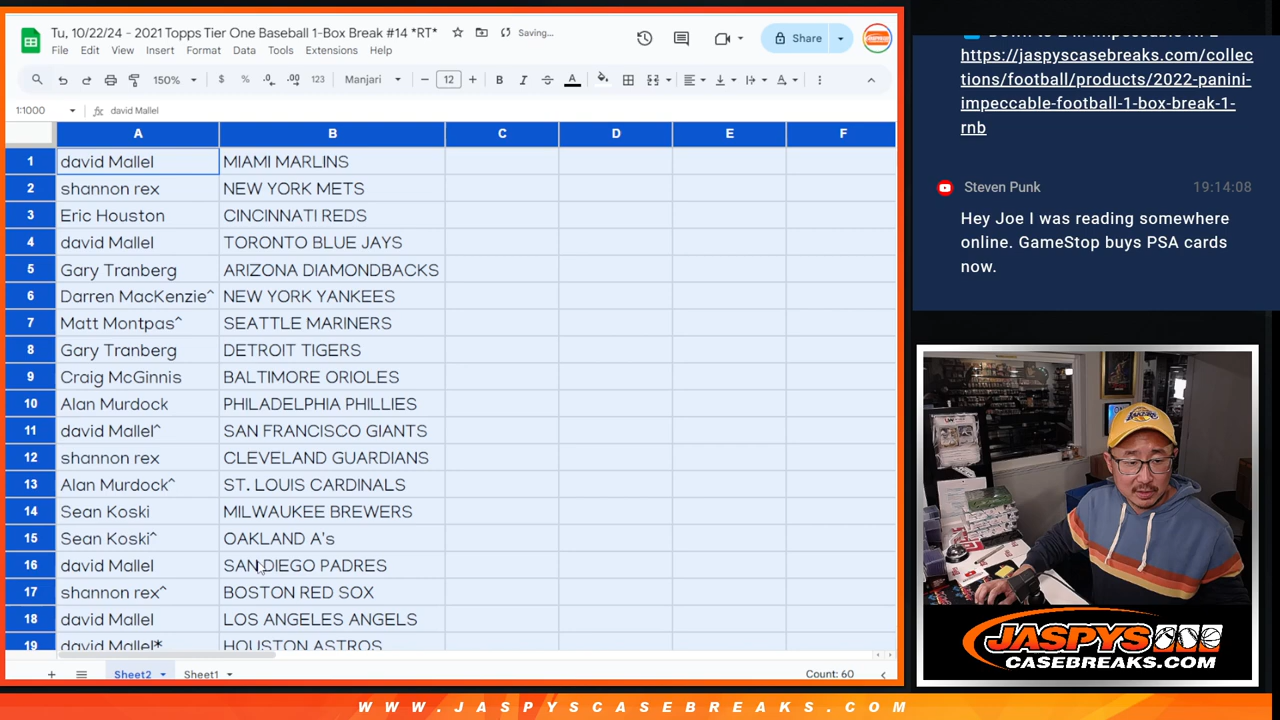 Tu, 10/22/24 - 2021 Topps Tier One Baseball 1-Box Break #14 *RT*
Saving...
Share
File Edit View Insert Format Data Tools Extensions Help
150% $ % .0 .00 123 Manjari 12 B I A
1:1000 fx david Mallel
A B C D E F
1 david Mallel MIAMI MARLINS
2 shannon rex NEW YORK METS
3 Eric Houston CINCINNATI REDS
4 david Mallel TORONTO BLUE JAYS
5 Gary Tranberg ARIZONA DIAMONDBACKS
6 Darren MacKenzie^ NEW YORK YANKEES
7 Matt Montpas^ SEATTLE MARINERS
8 Gary Tranberg DETROIT TIGERS
9 Craig McGinnis BALTIMORE ORIOLES
10 Alan Murdock PHILADELPHIA PHILLIES
11 david Mallel^ SAN FRANCISCO GIANTS
12 shannon rex CLEVELAND GUARDIANS
13 Alan Murdock^ ST. LOUIS CARDINALS
14 Sean Koski MILWAUKEE BREWERS
15 Sean Koski^ OAKLAND A's
16 david Mallel SAN DIEGO PADRES
17 shannon rex^ BOSTON RED SOX
18 david Mallel LOS ANGELES ANGELS
19 david Mallel* HOUSTON ASTROS
Sheet2 Sheet1 Count: 60
https://jaspyscasebreaks.com/collec
tions/football/products/2022-panini-
impeccable-football-1-box-break-1-
rnb
Steven Punk 19:14:08
Hey Joe I was reading somewhere
online. GameStop buys PSA cards
now.
JASPYS
CASEBREAKS.COM
WWW.JASPYSCASEBREAKS.COM